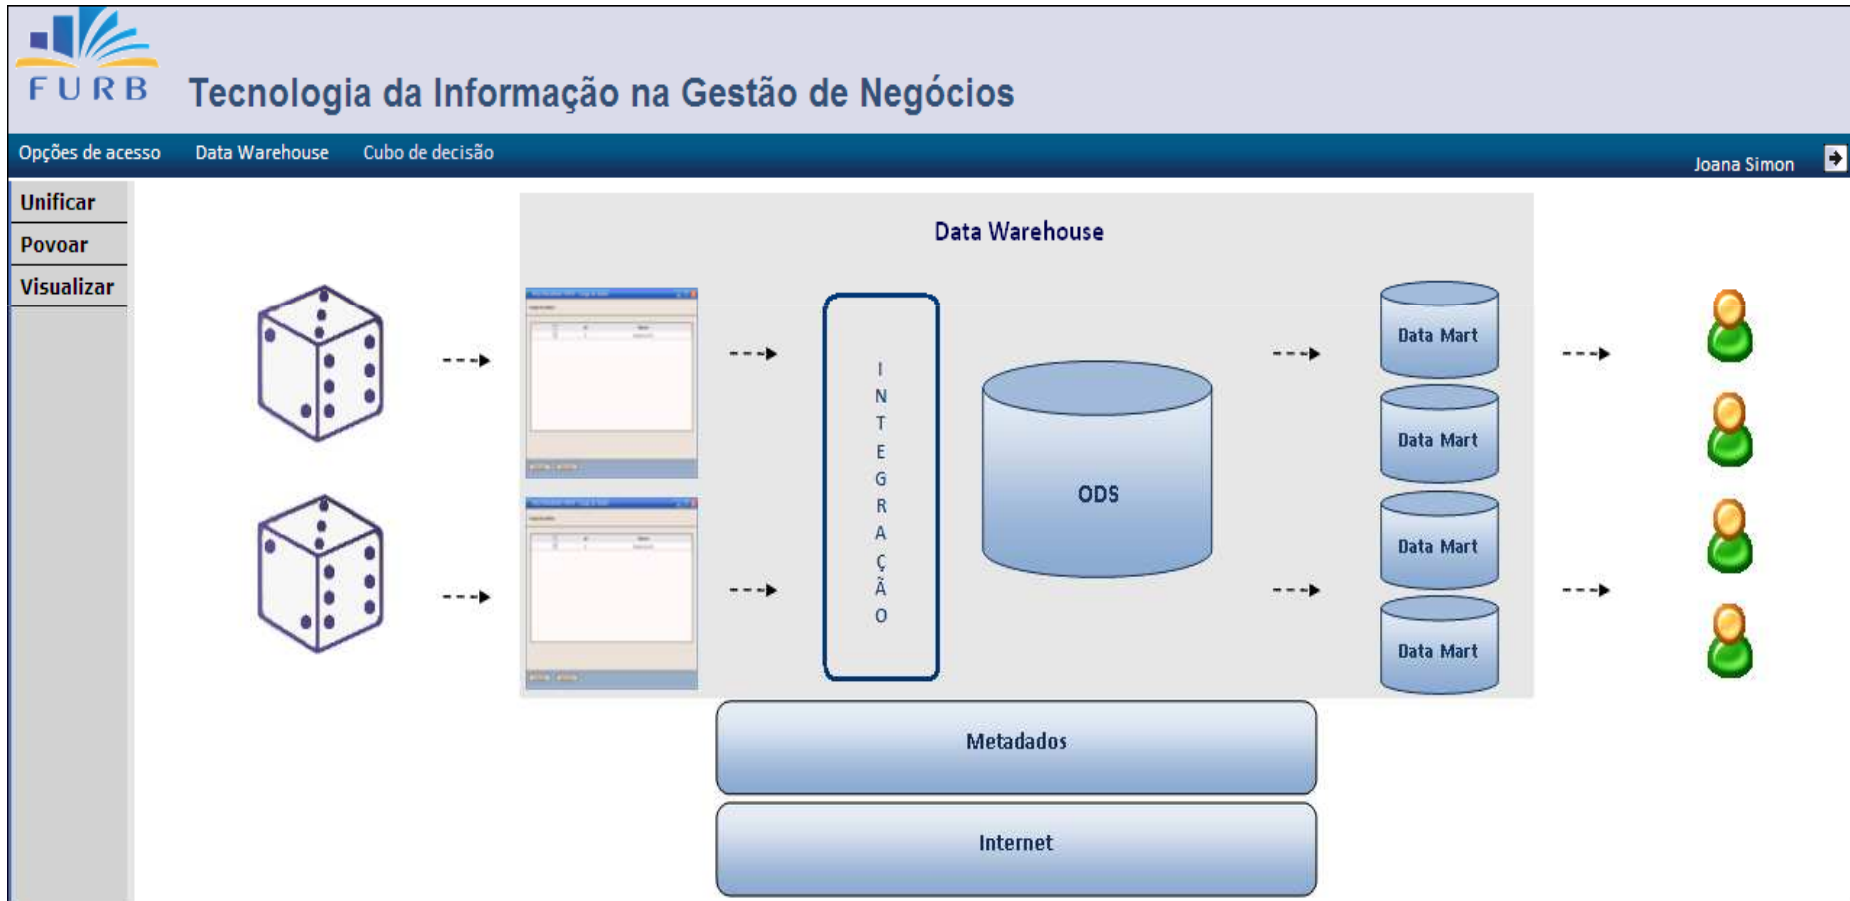 FURB
Tecnologia da Informação na Gestão de Negócios
Opções de acesso Data Warehouse Cubo de decisão
Joana Simon
Unificar
Povoar
Visualizar
Data Warehouse
INTEGRAÇÃO
ODS
Data Mart
Data Mart
Data Mart
Data Mart
Metadados
Internet